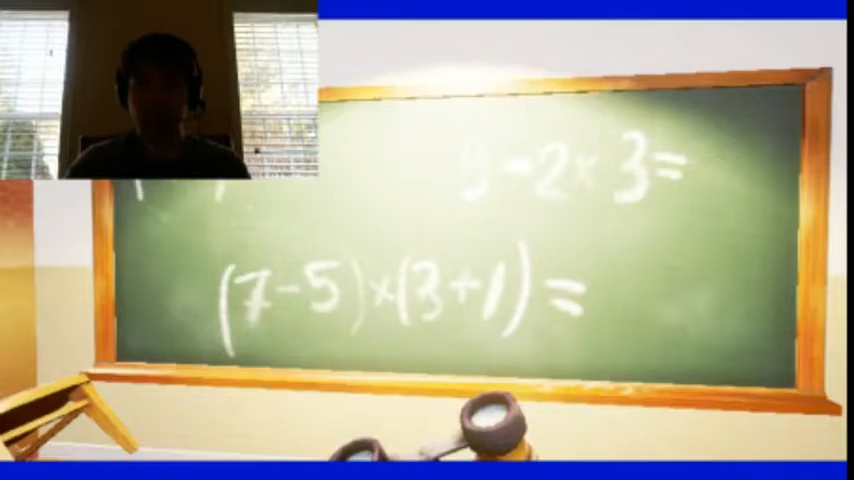 -2× 3=
(7-5)×(3+1)=